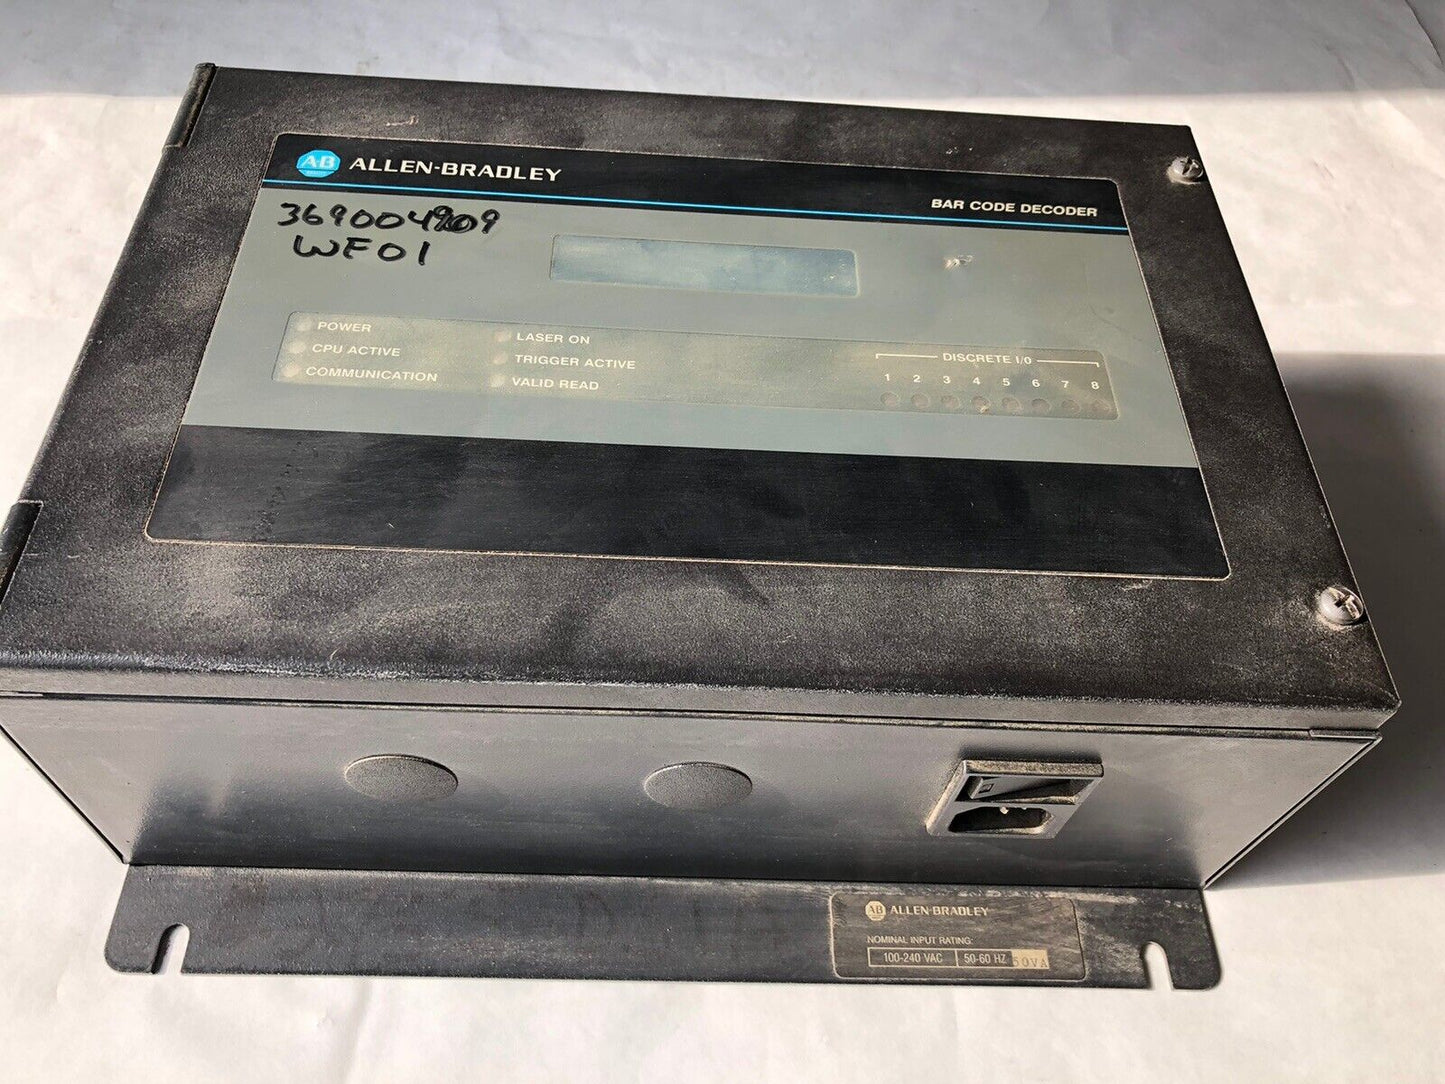 AB ALLEN-BRADLEY
BAR CODE DECODER
WF01
POWER
CPU ACTIVE
COMMUNICATION
LASER ON
TRIGGER ACTIVE
VALID READ
DISCRETE I/O
1 2 3 4 5 6 7 8
AB ALLEN-BRADLEY
NOMINAL INPUT RATING:
100-240 VAC 50-60 HZ 50VA